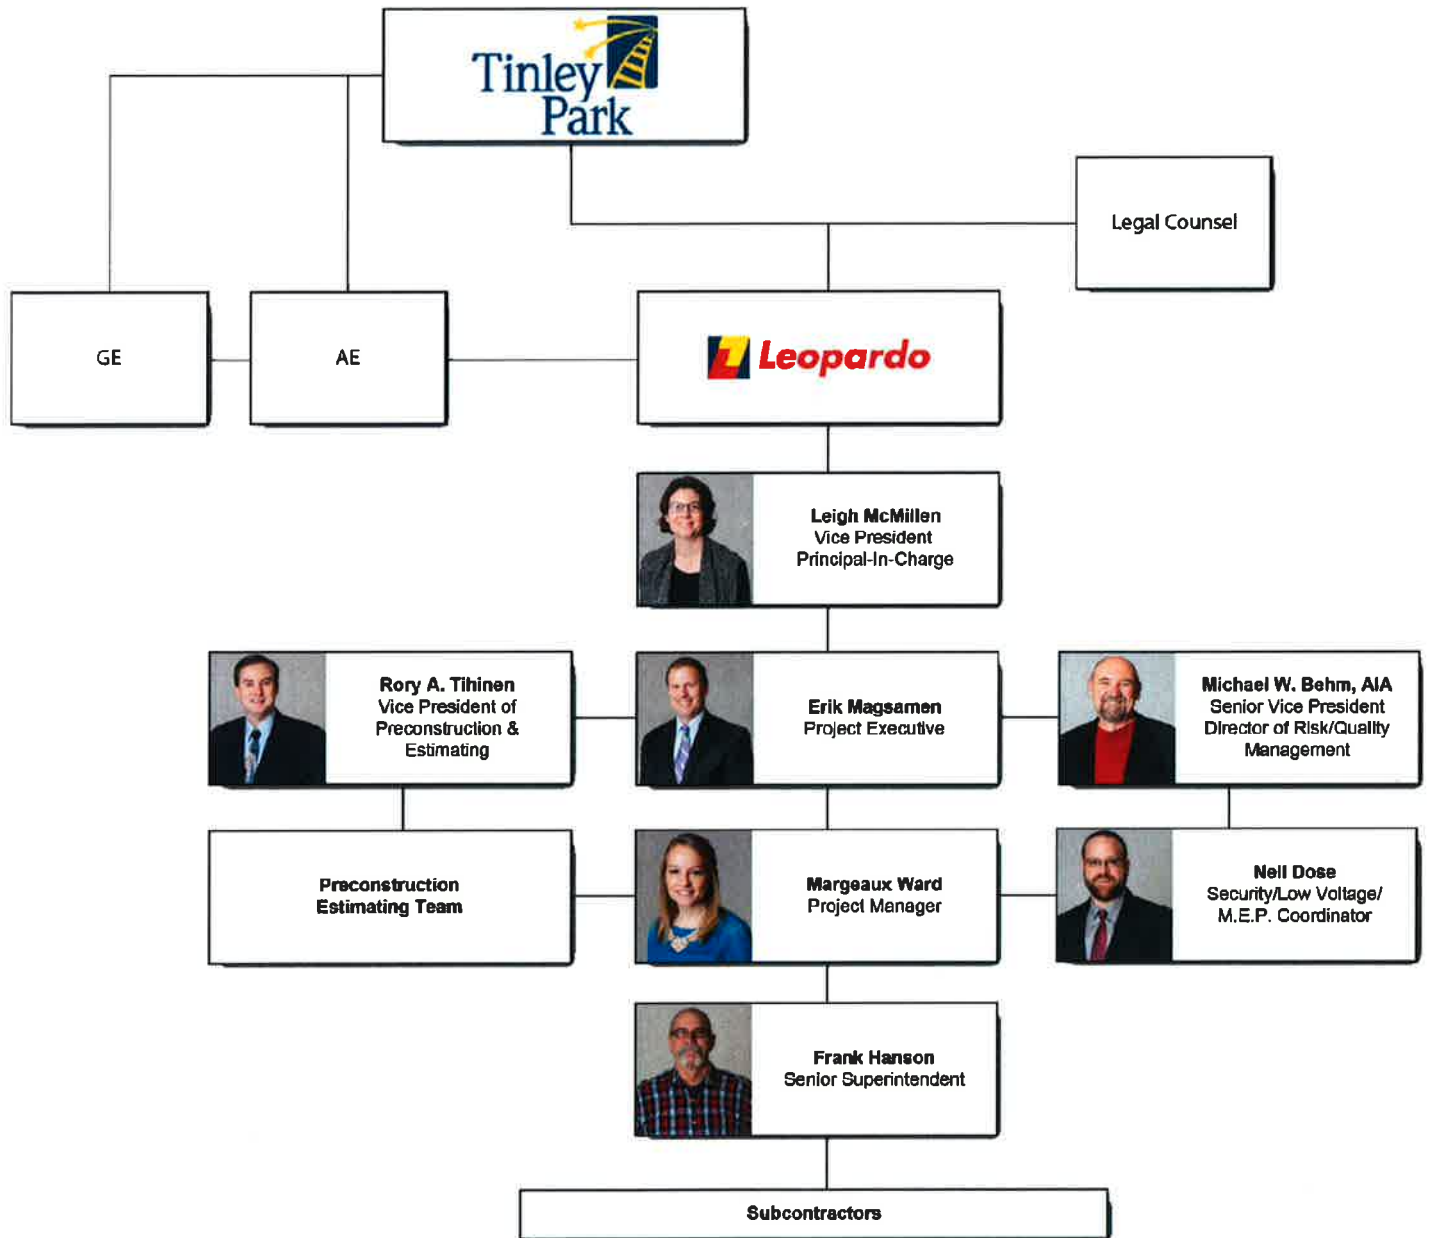 Tinley
Park
Legal Counsel
GE
AE
Leopardo
Leigh McMillen
Vice President
Principal-In-Charge
Rory A. Tihinen
Vice President of
Preconstruction &
Estimating
Erik Magsamen
Project Executive
Michael W. Behm, AIA
Senior Vice President
Director of Risk/Quality
Management
Preconstruction
Estimating Team
Margeaux Ward
Project Manager
Neil Dose
Security/Low Voltage/
M.E.P. Coordinator
Frank Hanson
Senior Superintendent
Subcontractors